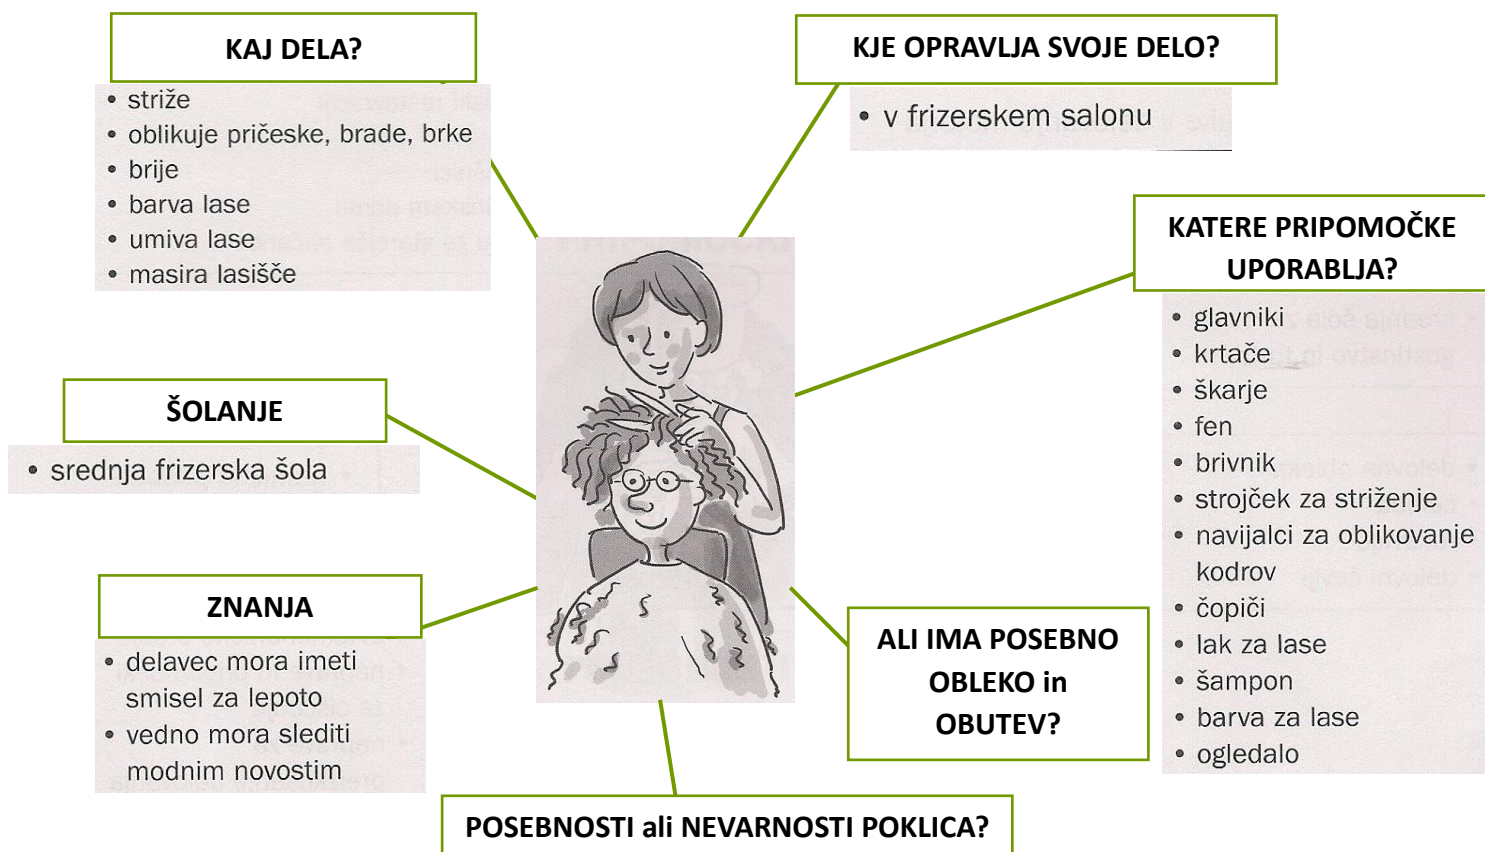 KAJ DELA?
• striže
• oblikuje pričeske, brade, brke
• brije
• barva lase
• umiva lase
• masira lasišče
KJE OPRAVLJA SVOJE DELO?
• v frizerskem salonu
KATERE PRIPOMOČKE
UPORABLJA?
• glavniki
• krtače
• škarje
• fen
• brivnik
• strojček za striženje
• navijalci za oblikovanje
kodrov
• čopiči
• lak za lase
• šampon
• barva za lase
• ogledalo
ŠOLANJE
• srednja frizerska šola
ZNANJA
• delavec mora imeti
smisel za lepoto
• vedno mora slediti
modnim novostim
ALI IMA POSEBNO
OBLEKO in
OBUTEV?
POSEBNOSTI ali NEVARNOSTI POKLICA?